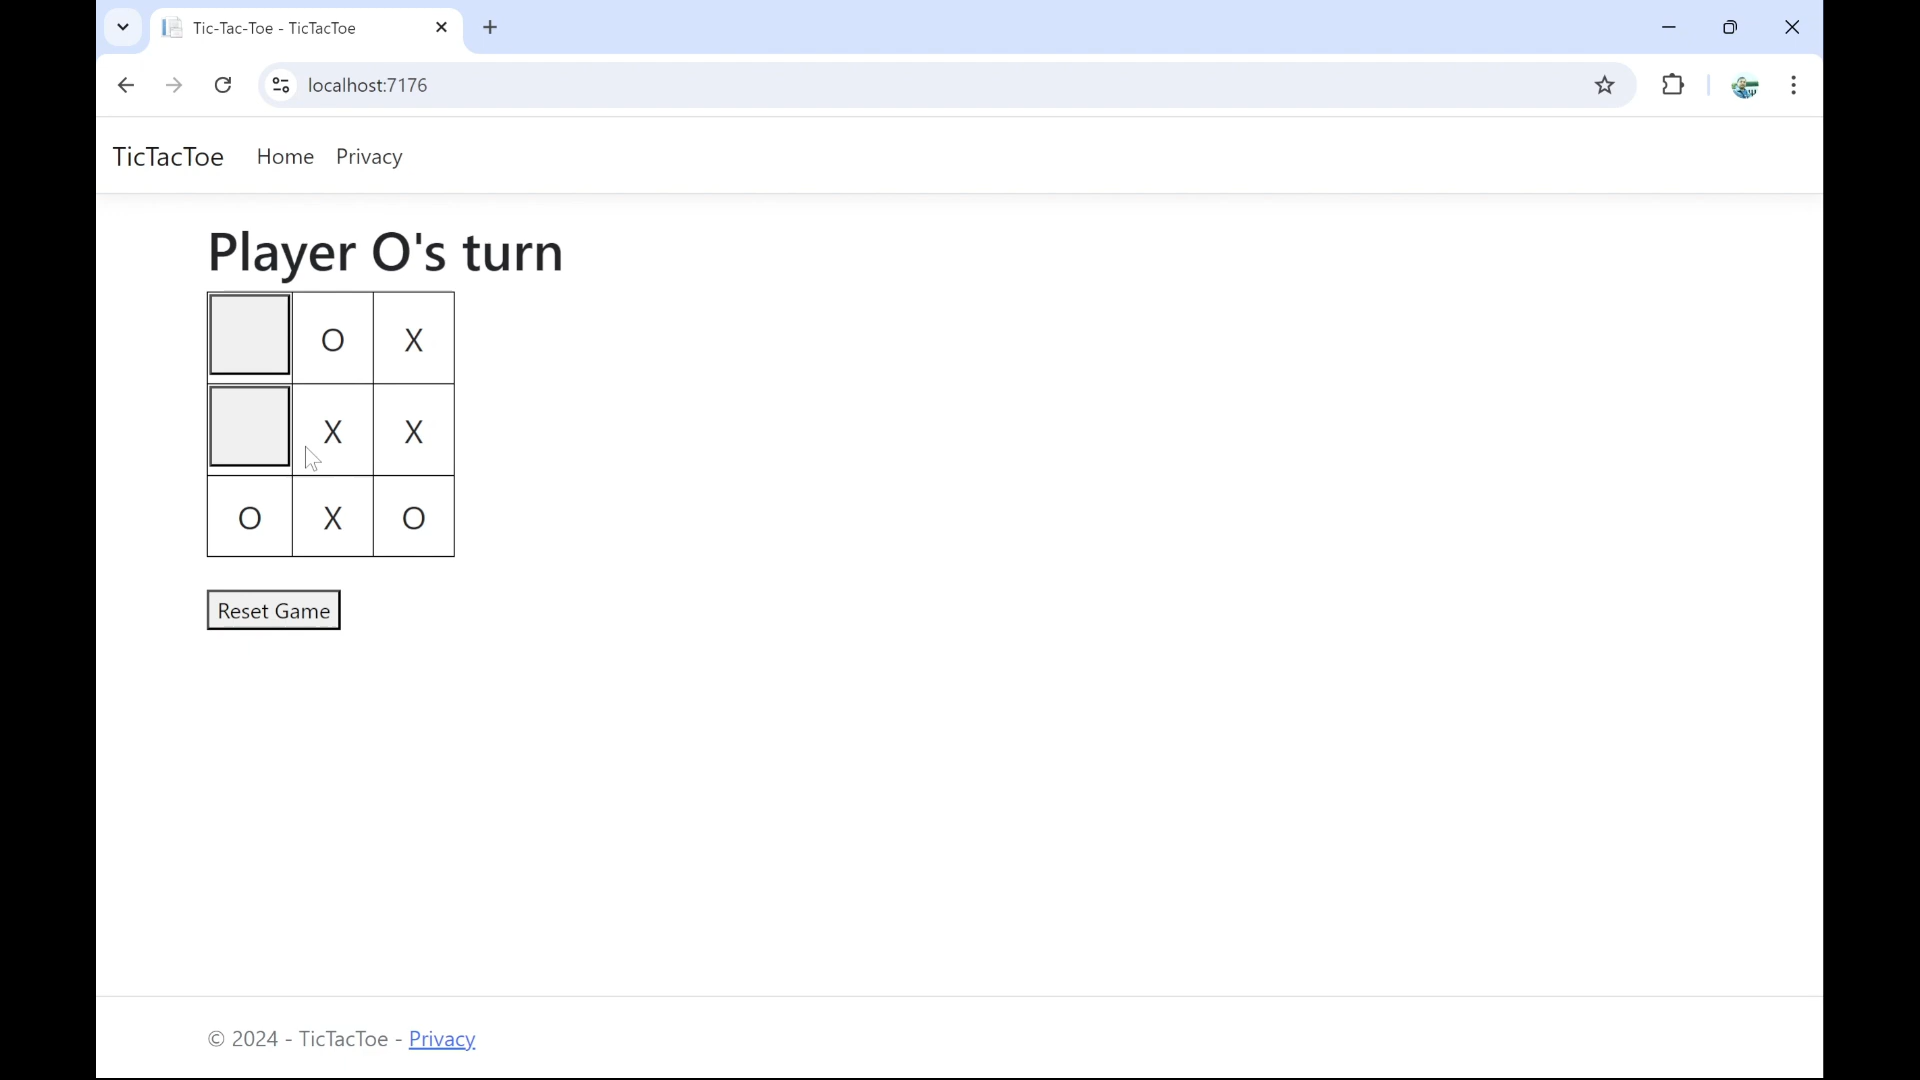 Tic-Tac-Toe - TicTacToe
localhost:7176
TicTacToe Home Privacy
Player O's turn
O X
X X
O X O
Reset Game
© 2024 - TicTacToe - Privacy